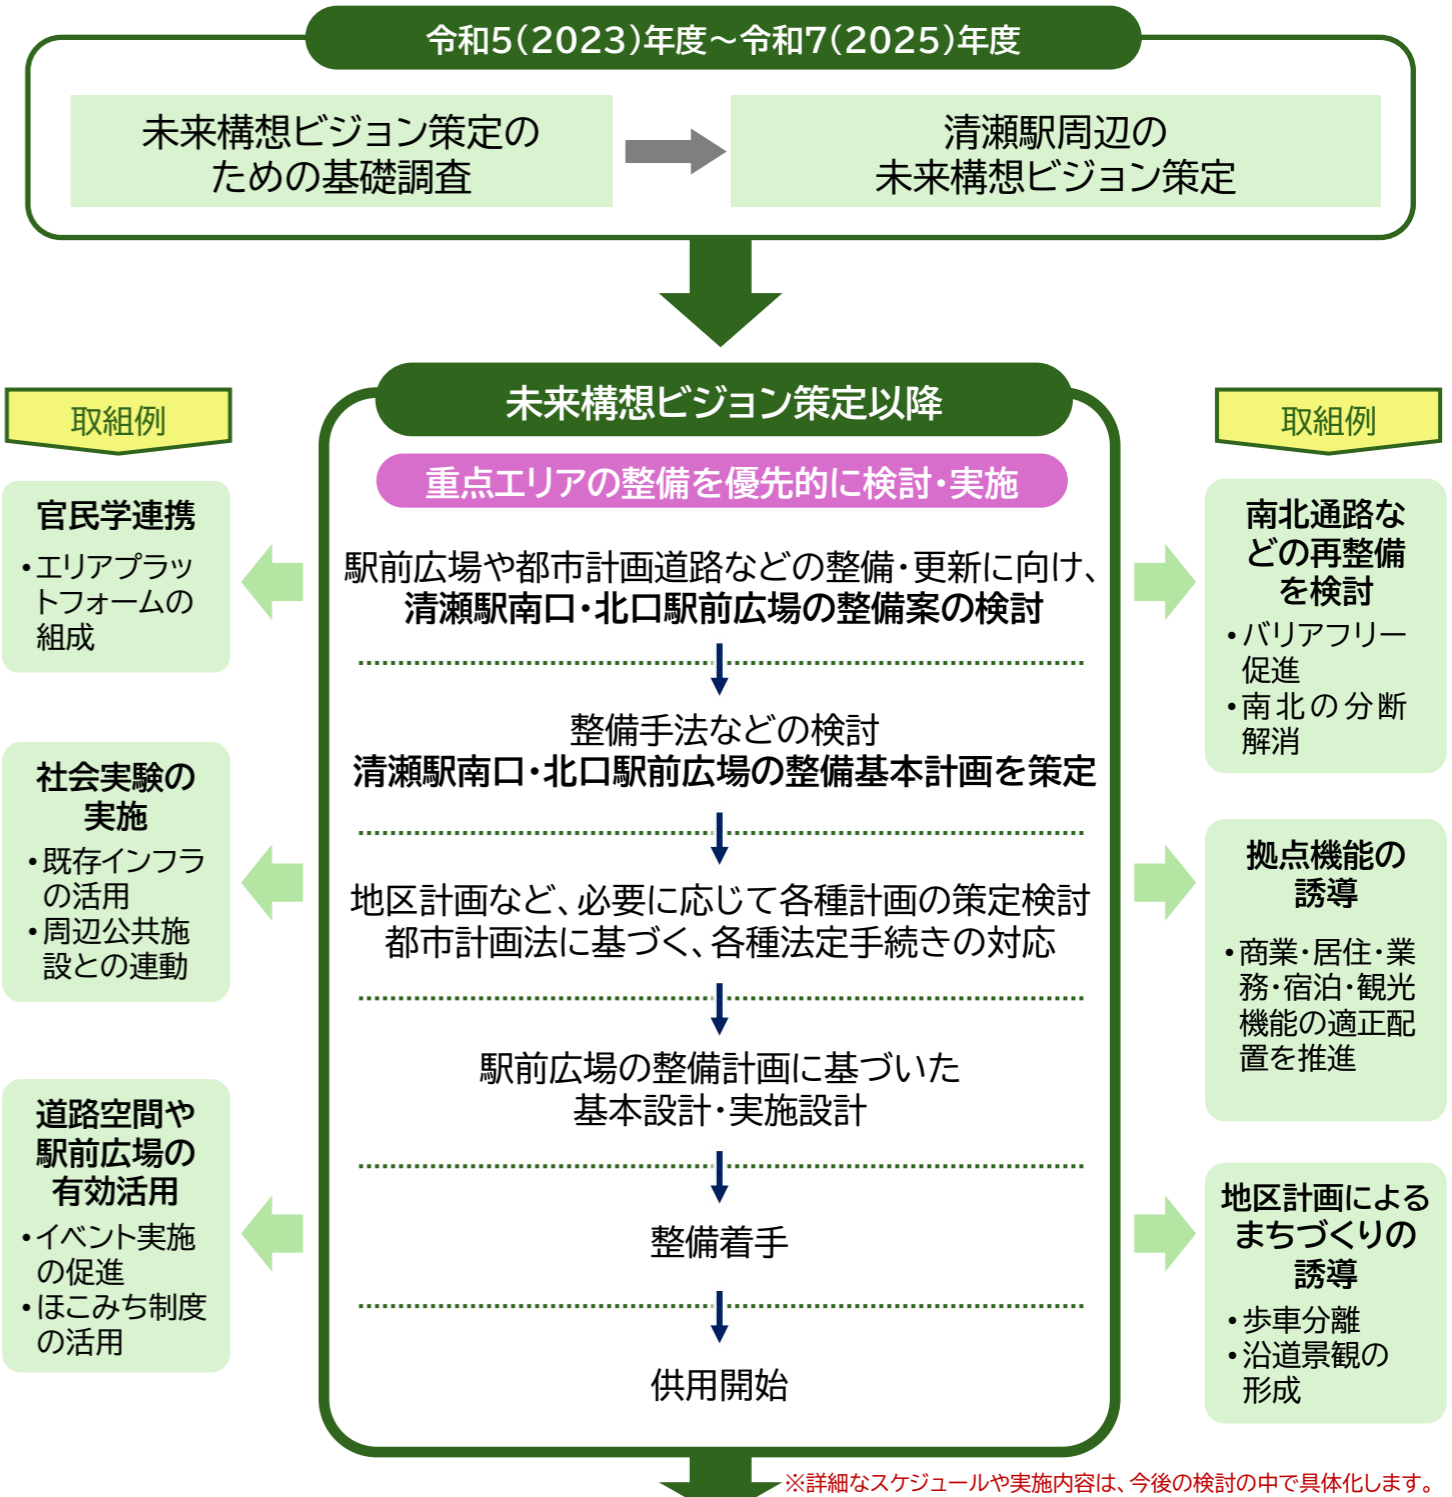 令和5(2023)年度～令和7(2025)年度
未来構想ビジョン策定の
ための基礎調査
清瀬駅周辺の
未来構想ビジョン策定
未来構想ビジョン策定以降
重点エリアの整備を優先的に検討・実施
駅前広場や都市計画道路などの整備・更新に向け、
清瀬駅南口・北口駅前広場の整備案の検討
整備手法などの検討
清瀬駅南口・北口駅前広場の整備基本計画を策定
地区計画など、必要に応じて各種計画の策定検討
都市計画法に基づく、各種法定手続きの対応
駅前広場の整備計画に基づいた
基本設計・実施設計
整備着手
供用開始
取組例
官民学連携
・エリアプラッ
トフォームの
組成
社会実験の
実施
・既存インフラ
の活用
・周辺公共施
設との連動
道路空間や
駅前広場の
有効活用
・イベント実施
の促進
・ほこみち制度
の活用
取組例
南北通路な
どの再整備
を検討
・バリアフリー
促進
・南北の分断
解消
拠点機能の
誘導
・商業・居住・業
務・宿泊・観光
機能の適正配
置を推進
地区計画による
まちづくりの
誘導
・歩車分離
・沿道景観の
形成
※詳細なスケジュールや実施内容は、今後の検討の中で具体化します。